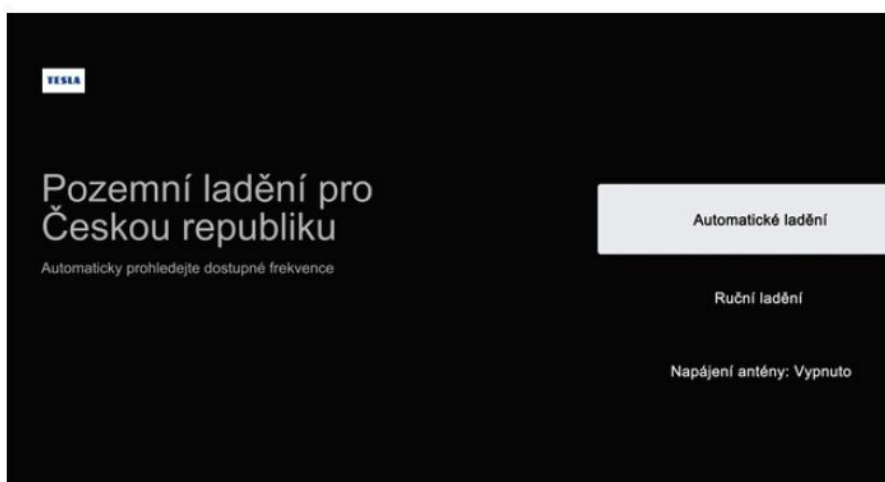 TESLA
Pozemní ladění pro
Českou republiku
Automaticky prohledejte dostupné frekvence
Automatické ladění
Ruční ladění
Napájení antény: Vypnuto